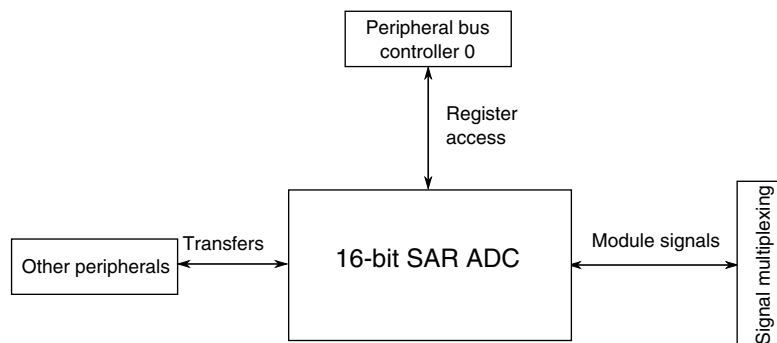 Peripheral bus
controller 0
Register
access
Transfers
Other peripherals
16-bit SAR ADC
Module signals
Signal multiplexing